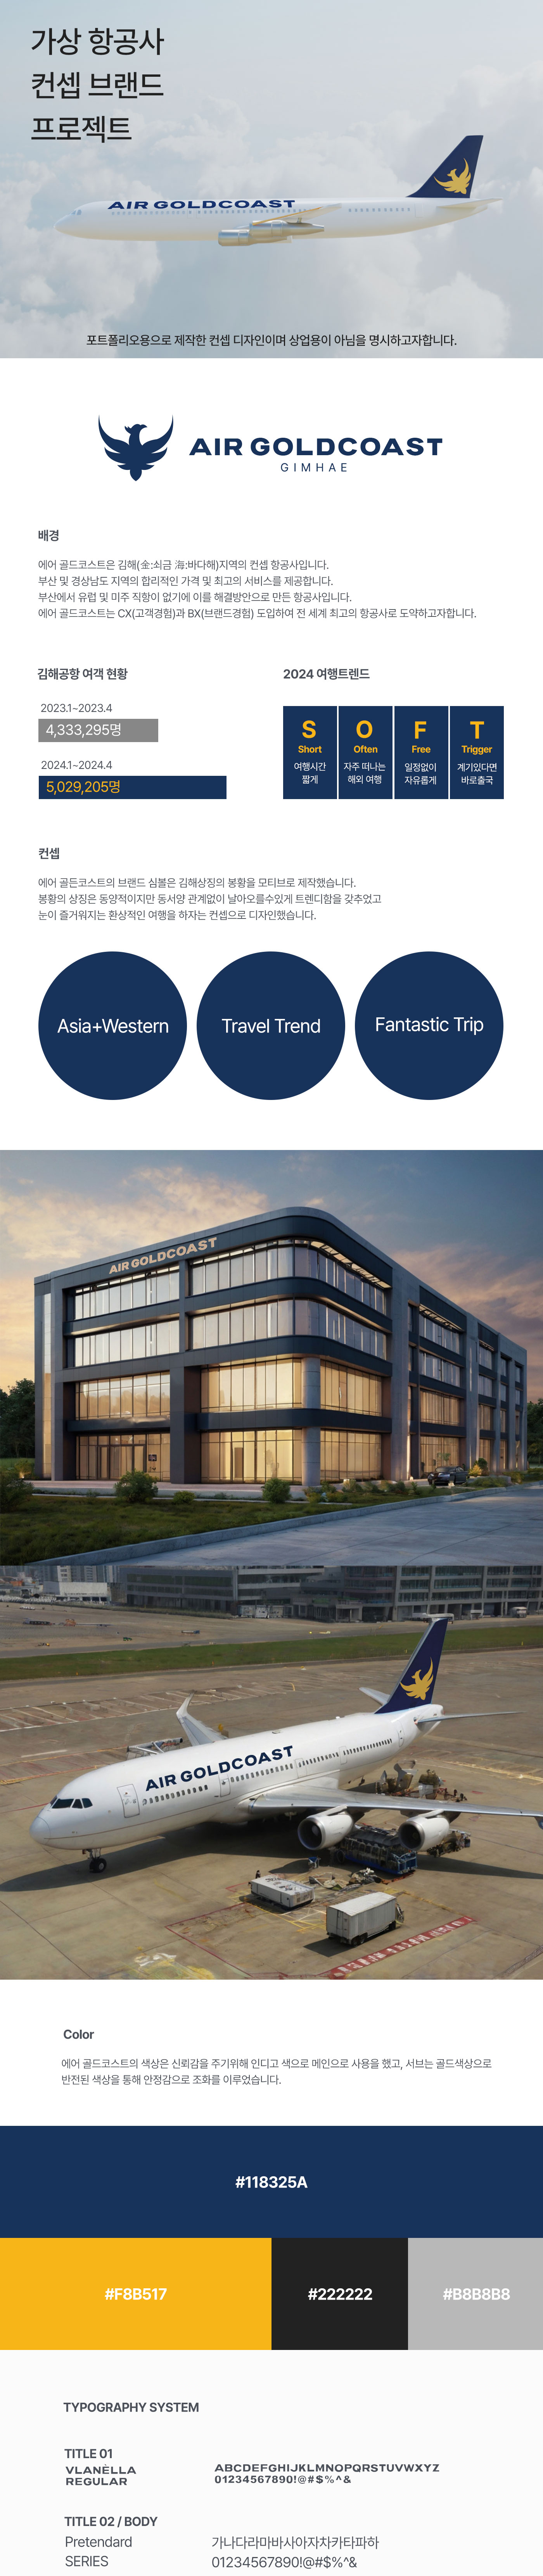 가상 항공사
컨셉 브랜드
프로젝트
AIR GOLDCOAST
포트폴리오용으로 제작한 컨셉 디자인이며 상업용이 아님을 명시하고자합니다.
AIR GOLDCOAST
GIMHAE
배경
에어 골드코스트은 김해(金:쇠금 海:바다해)지역의 컨셉 항공사입니다.
부산 및 경상남도 지역의 합리적인 가격 및 최고의 서비스를 제공합니다.
부산에서 유럽 및 미주 직항이 없기에 이를 해결방안으로 만든 항공사입니다.
에어 골드코스트는 CX(고객경험)과 BX(브랜드경험) 도입하여 전 세계 최고의 항공사로 도약하고자합니다.
김해공항 여객 현황
2023.1~2023.4
4,333,295명
2024.1~2024.4
5,029,205명
2024 여행트렌드
S
Short
여행시간
짧게
O
Often
자주 떠나는
해외 여행
F
Free
일정없이
자유롭게
T
Trigger
계기있다면
바로출국
컨셉
에어 골든코스트의 브랜드 심볼은 김해상징의 봉황을 모티브로 제작했습니다.
봉황의 상징은 동양적이지만 동서양 관계없이 날아오를수있게 트렌디함을 갖추었고
눈이 즐거워지는 환상적인 여행을 하자는 컨셉으로 디자인했습니다.
Asia+Western
Travel Trend
Fantastic Trip
AIR GOLDCOAST
AIR GOLDCOAST
Color
에어 골드코스트의 색상은 신뢰감을 주기위해 인디고 색으로 메인으로 사용을 했고, 서브는 골드색상으로
반전된 색상을 통해 안정감으로 조화를 이루었습니다.
#118325A
#F8B517
#222222
#B8B8B8
TYPOGRAPHY SYSTEM
TITLE 01
VLANÈLLA
REGULAR
ABCDEFGHIJKLMNOPQRSTUVWXYZ
01234567890!@#$%^&
TITLE 02 / BODY
Pretendard
SERIES
가나다라마바사아자차카타파하
01234567890!@#$%^&